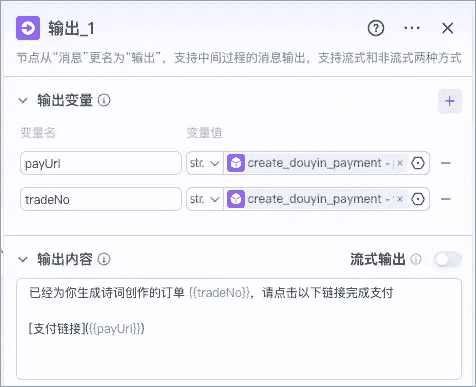 输出_1
节点从“消息”更名为“输出”，支持中间过程的消息输出，支持流式和非流式两种方式
输出变量
变量名 变量值
payUrl str. create_douyin_payment -
tradeNo str. create_douyin_payment -
输出内容 流式输出
已经为你生成诗词创作的订单 {{tradeNo}}，请点击以下链接完成支付
[支付链接]({{payUrl}})